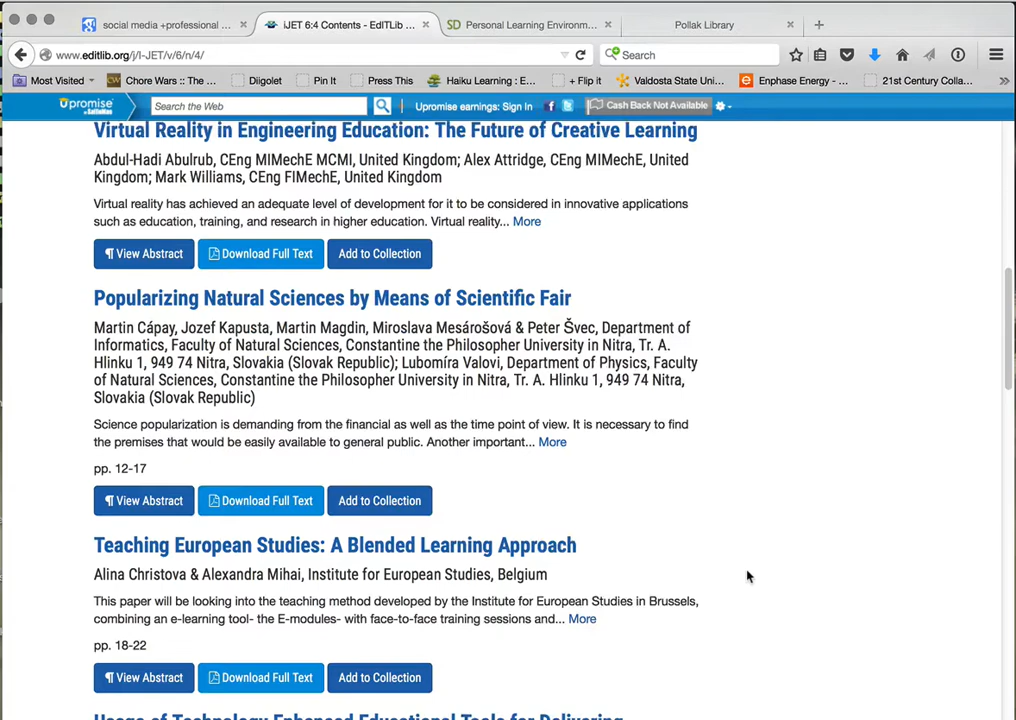 social media +professional ...
iJET 6:4 Contents - EdITLib ...
Personal Learning Environm...
Pollak Library
www.editlib.org/j/I-JET/v/6/n/4/
Search
Most Visited
Chore Wars :: The ...
Diigolet
Pin It
Press This
Haiku Learning : E...
+ Flip it
Valdosta State Uni...
Enphase Energy - ...
21st Century Colla...
Upromise
Search the Web
Upromise earnings: Sign In
Cash Back Not Available
Virtual Reality in Engineering Education: The Future of Creative Learning
Abdul-Hadi Abulrub, CEng MIMechE MCMI, United Kingdom; Alex Attridge, CEng MIMechE, United
Kingdom; Mark Williams, CEng FIMechE, United Kingdom
Virtual reality has achieved an adequate level of development for it to be considered in innovative applications
such as education, training, and research in higher education. Virtual reality... More
¶ View Abstract Download Full Text Add to Collection
Popularizing Natural Sciences by Means of Scientific Fair
Martin Cápay, Jozef Kapusta, Martin Magdin, Miroslava Mesárošová & Peter Švec, Department of
Informatics, Faculty of Natural Sciences, Constantine the Philosopher University in Nitra, Tr. A.
Hlinku 1, 949 74 Nitra, Slovakia (Slovak Republic); Lubomíra Valovi, Department of Physics, Faculty
of Natural Sciences, Constantine the Philosopher University in Nitra, Tr. A. Hlinku 1, 949 74 Nitra,
Slovakia (Slovak Republic)
Science popularization is demanding from the financial as well as the time point of view. It is necessary to find
the premises that would be easily available to general public. Another important... More
pp. 12-17
¶ View Abstract Download Full Text Add to Collection
Teaching European Studies: A Blended Learning Approach
Alina Christova & Alexandra Mihai, Institute for European Studies, Belgium
This paper will be looking into the teaching method developed by the Institute for European Studies in Brussels,
combining an e-learning tool- the E-modules- with face-to-face training sessions and... More
pp. 18-22
¶ View Abstract Download Full Text Add to Collection
Usage of Technology Enhanced Educational Tools for Delivering